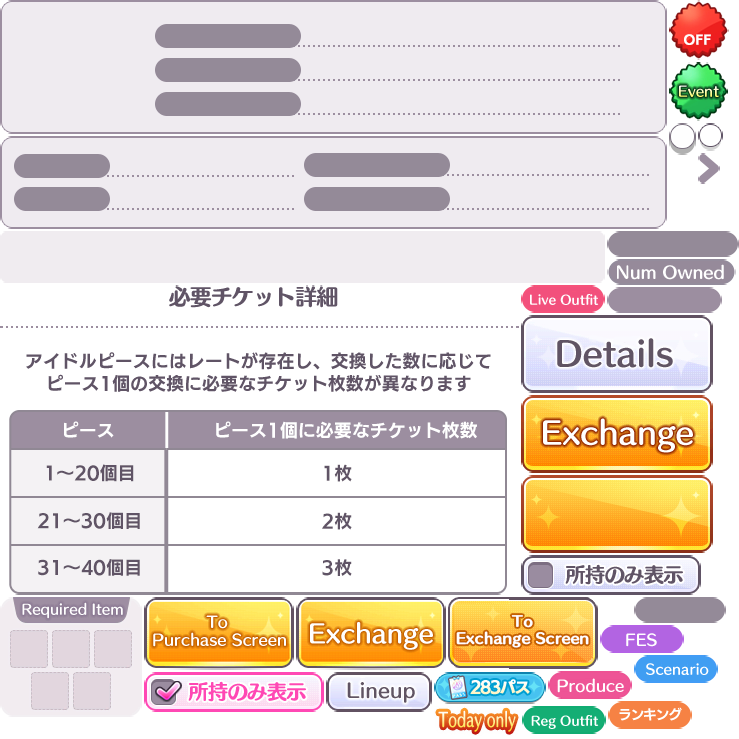 OFF
Event
Num Owned
必要チケット詳細
Live Outfit
Details
アイドルピースにはレートが存在し、交換した数に応じて
ピース1個の交換に必要なチケット枚数が異なります
Exchange
ピース
ピース1個に必要なチケット枚数
1〜20個目
1枚
21〜30個目
2枚
31〜40個目
3枚
所持のみ表示
Required Item
To
Purchase Screen
Exchange
To
Exchange Screen
FES
Scenario
所持のみ表示
Lineup
283パス
Produce
Today only
Reg Outfit
ランキング